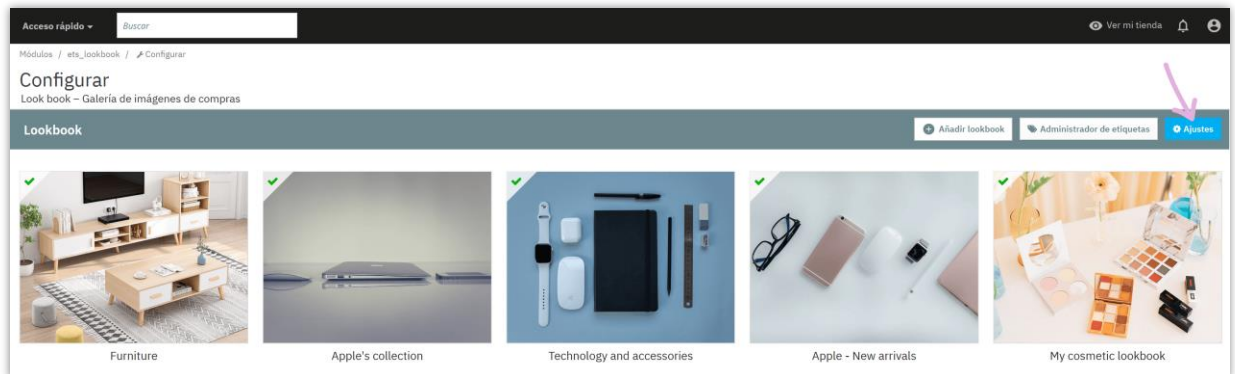 Acceso rápido
Buscar
Ver mi tienda
Módulos / ets_lookbook / Configurar
Configurar
Look book – Galería de imágenes de compras
Lookbook
Añadir lookbook
Administrador de etiquetas
Ajustes
Furniture
Apple's collection
Technology and accessories
Apple - New arrivals
My cosmetic lookbook